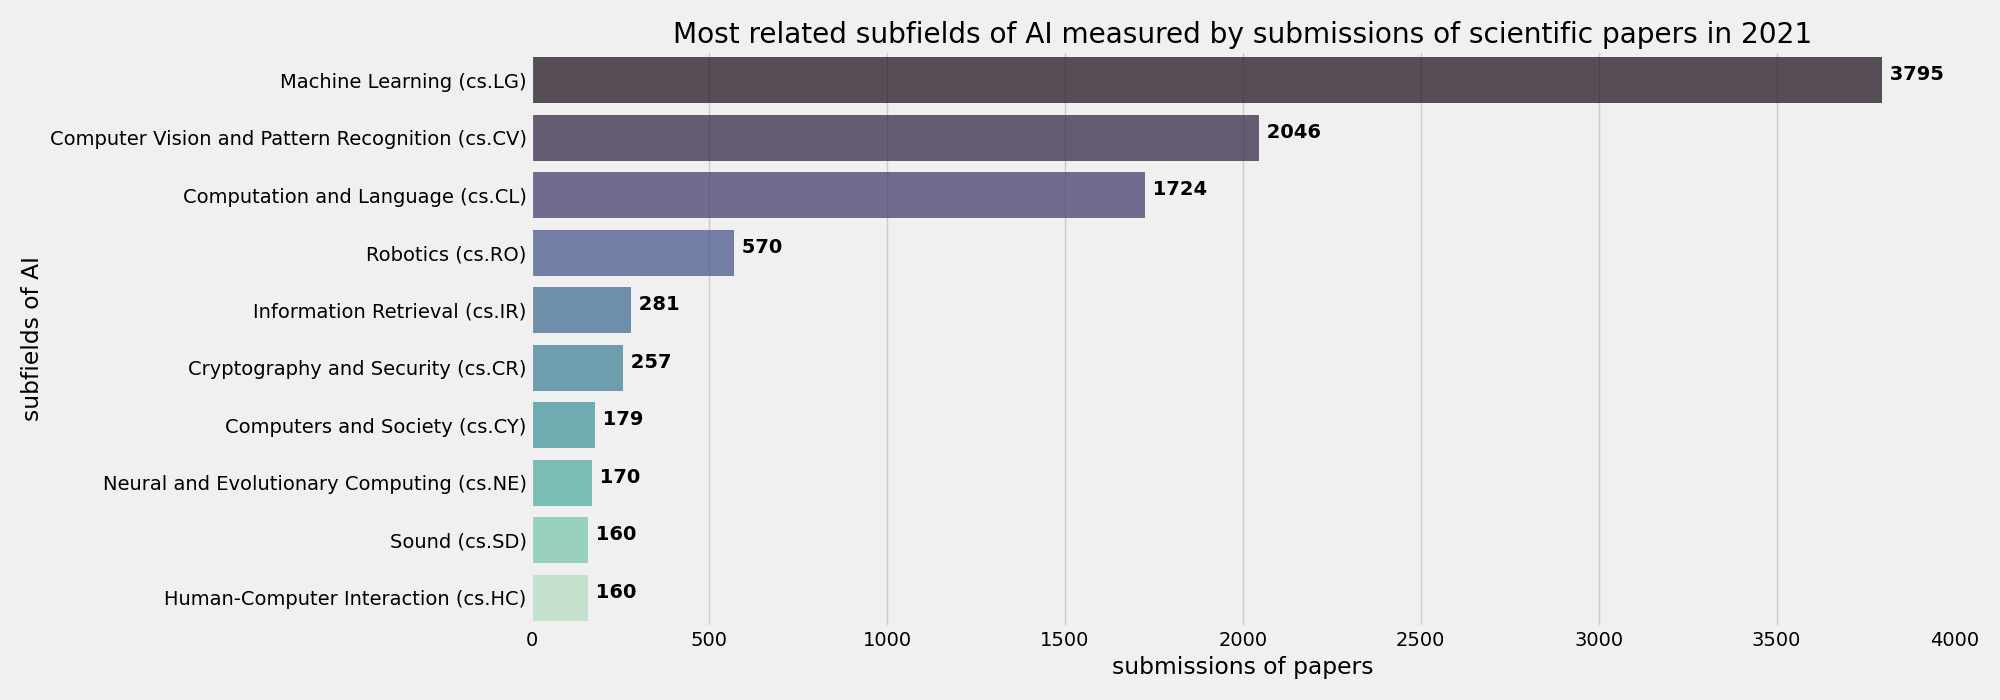 Most related subfields of AI measured by submissions of scientific papers in 2021
Machine Learning (cs.LG) 3795
Computer Vision and Pattern Recognition (cs.CV) 2046
Computation and Language (cs.CL) 1724
Robotics (cs.RO) 570
Information Retrieval (cs.IR) 281
Cryptography and Security (cs.CR) 257
Computers and Society (cs.CY) 179
Neural and Evolutionary Computing (cs.NE) 170
Sound (cs.SD) 160
Human-Computer Interaction (cs.HC) 160
subfields of AI
0 500 1000 1500 2000 2500 3000 3500 4000
submissions of papers